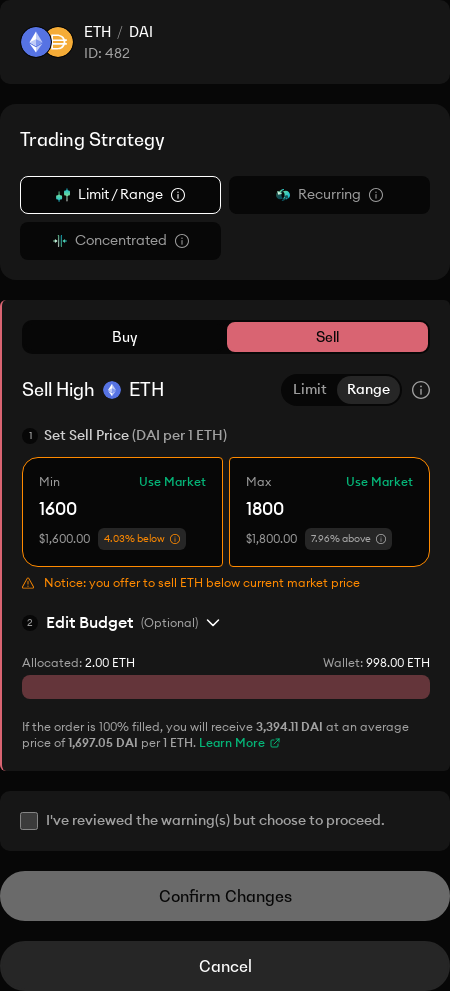 ETH / DAI
ID: 482
Trading Strategy
Limit / Range
Recurring
Concentrated
Buy
Sell
Sell High ETH
Limit
Range
1 Set Sell Price (DAI per 1 ETH)
Min
Use Market
1600
$1,600.00
4.03% below
Max
Use Market
1800
$1,800.00
7.96% above
Notice: you offer to sell ETH below current market price
2 Edit Budget (Optional)
Allocated: 2.00 ETH
Wallet: 998.00 ETH
If the order is 100% filled, you will receive 3,394.11 DAI at an average
price of 1,697.05 DAI per 1 ETH. Learn More
I've reviewed the warning(s) but choose to proceed.
Confirm Changes
Cancel